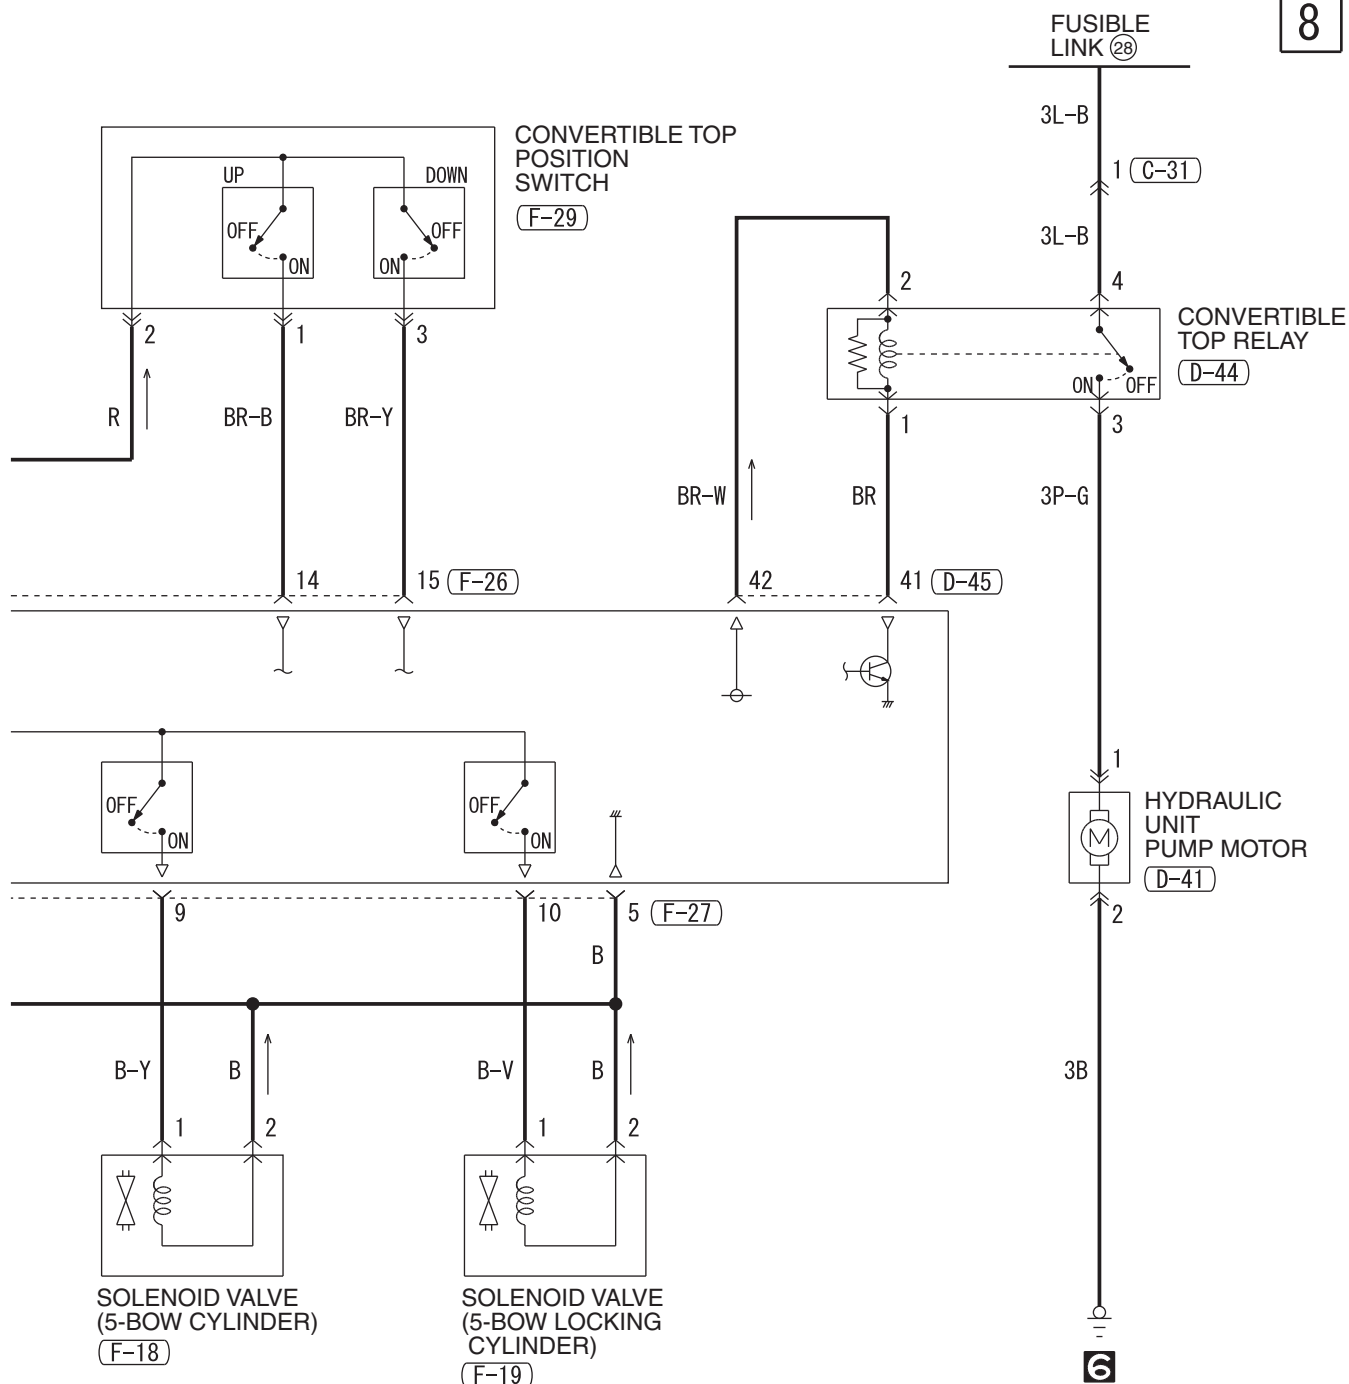 8
FUSIBLE
LINK 28
3L-B
CONVERTIBLE TOP
POSITION
SWITCH
F-29
UP
DOWN
OFF
ON
OFF
ON
1 C-31
3L-B
2
4
CONVERTIBLE
TOP RELAY
D-44
ON
OFF
2
1
3
1
3
R
BR-B
BR-Y
BR-W
BR
3P-G
14
15 F-26
42
41 D-45
OFF
ON
OFF
ON
1
M
HYDRAULIC
UNIT
PUMP MOTOR
D-41
2
9
10
5 F-27
B
B-Y
B
B-V
B
3B
1
2
1
2
SOLENOID VALVE
(5-BOW CYLINDER)
F-18
SOLENOID VALVE
(5-BOW LOCKING
CYLINDER)
F-19
6